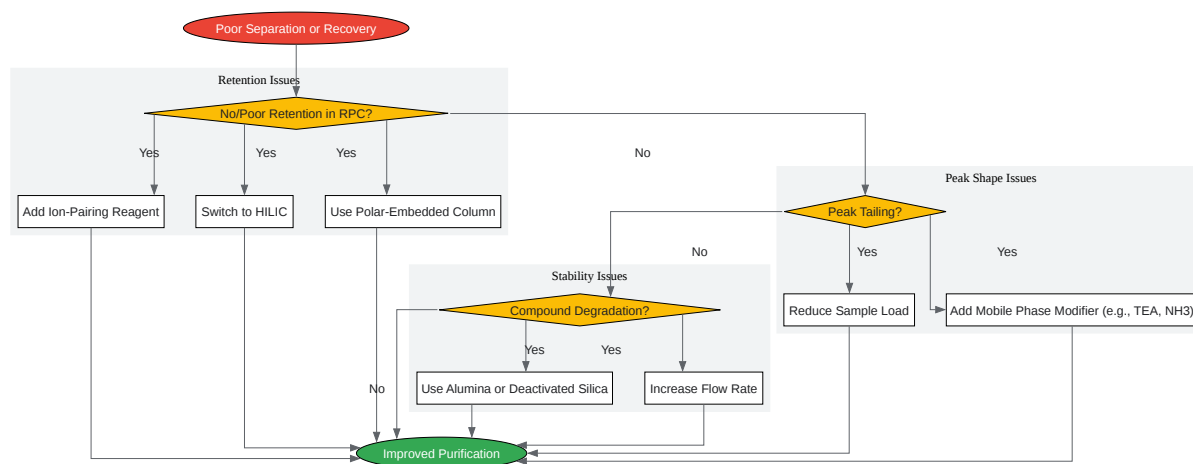 Poor Separation or Recovery
Retention Issues
No/Poor Retention in RPC?
Yes
Yes
Yes
No
Add Ion-Pairing Reagent
Switch to HILIC
Use Polar-Embedded Column
Peak Shape Issues
Peak Tailing?
No
Yes
Yes
Stability Issues
Compound Degradation?
Reduce Sample Load
Add Mobile Phase Modifier (e.g., TEA, NH3)
Yes
Yes
No
Use Alumina or Deactivated Silica
Increase Flow Rate
Improved Purification